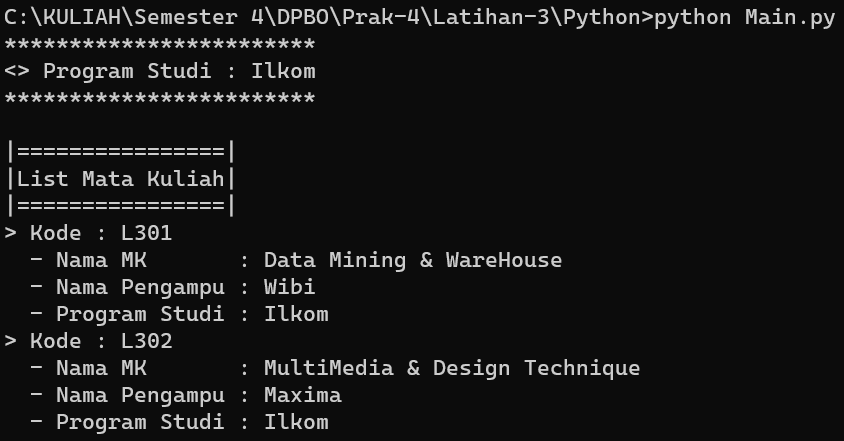 C:\KULIAH\Semester 4\DPBO\Prak-4\Latihan-3\Python>python Main.py
************************
<> Program Studi : Ilkom
************************
|================|
|List Mata Kuliah|
|================|
> Kode : L301
  - Nama MK       : Data Mining & WareHouse
  - Nama Pengampu : Wibi
  - Program Studi : Ilkom
> Kode : L302
  - Nama MK       : MultiMedia & Design Technique
  - Nama Pengampu : Maxima
  - Program Studi : Ilkom